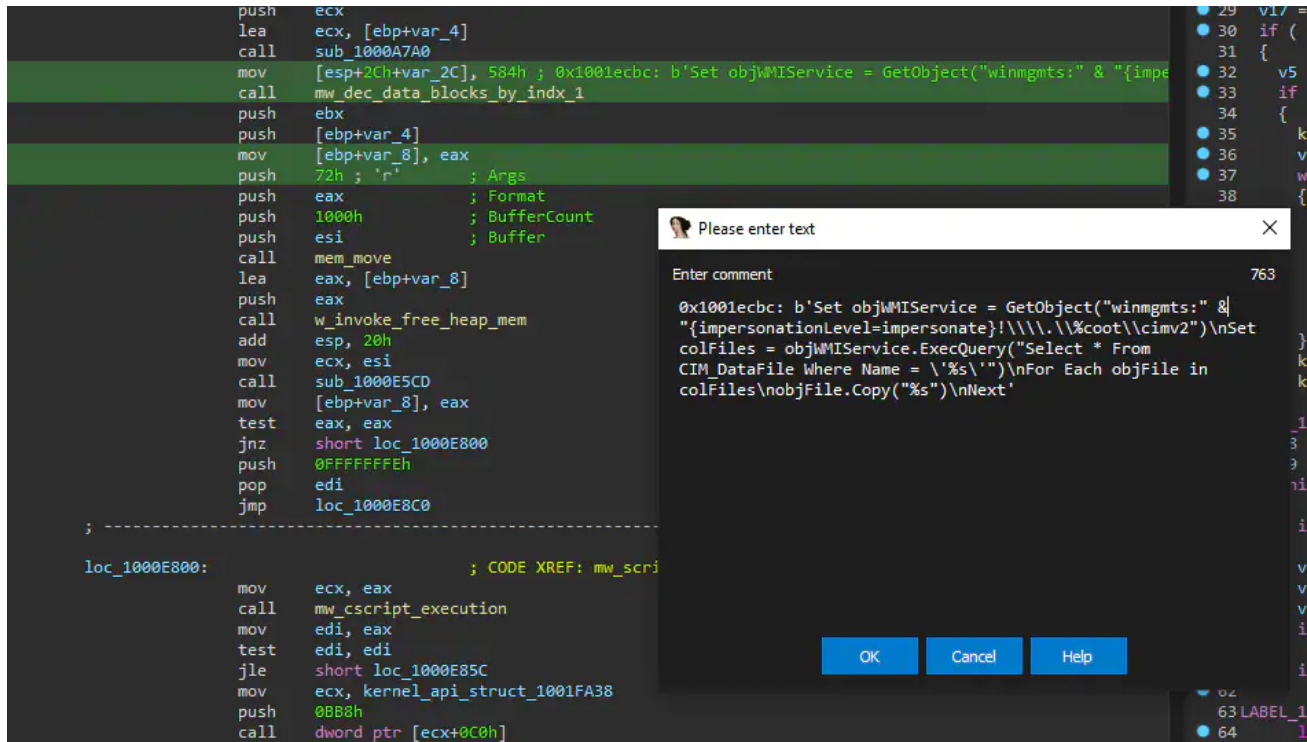 push ecx
lea ecx, [ebp+var_4]
call sub_1000A7A0
mov [esp+2Ch+var_2C], 584h ; 0x1001ecbc: b'Set objWMIService = GetObject("winmgmts:" & "{impe
call mw_dec_data_blocks_by_indx_1
push ebx
push [ebp+var_4]
mov [ebp+var_8], eax
push 72h ; 'r' ; Args
push eax ; Format
push 1000h ; BufferCount
push esi ; Buffer
call mem_move
lea eax, [ebp+var_8]
push eax
call w_invoke_free_heap_mem
add esp, 20h
mov ecx, esi
call sub_1000E5CD
mov [ebp+var_8], eax
test eax, eax
jnz short loc_1000E800
push 0FFFFFFFEh
pop edi
jmp loc_1000E8C0
; ----------------------------------------------------------
loc_1000E800: ; CODE XREF: mw_scri
mov ecx, eax
call mw_cscript_execution
mov edi, eax
test edi, edi
jle short loc_1000E85C
mov ecx, kernel_api_struct_1001FA38
push 0BB8h
call dword ptr [ecx+0C0h]
29 v17 =
30 if (
31 {
32 v5
33 if
34 {
35 k
36 v
37 w
38 {
Please enter text
Enter comment 763
0x1001ecbc: b'Set objWMIService = GetObject("winmgmts:" &
"{impersonationLevel=impersonate}!\\\\.\\%coot\\cimv2")\nSet
colFiles = objWMIService.ExecQuery("Select * From
CIM_DataFile Where Name = \'%s\'")\nFor Each objFile in
colFiles\nobjFile.Copy("%s")\nNext'
OK Cancel Help
62
63 LABEL_1
64